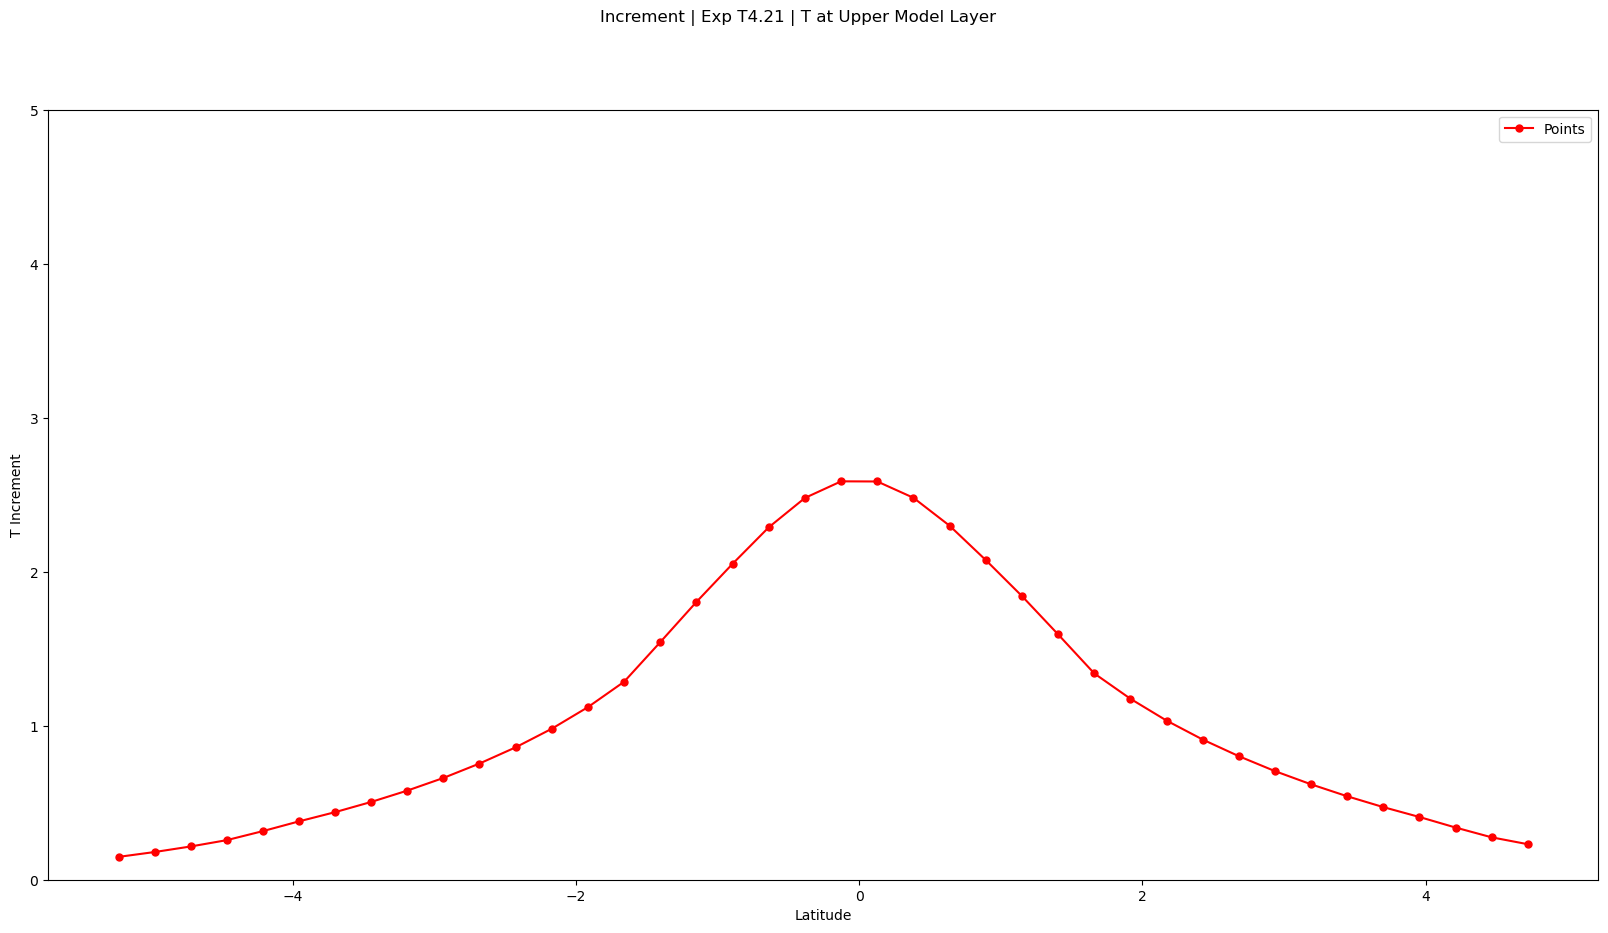 Increment | Exp T4.21 | T at Upper Model Layer
Points
5
4
3
2
1
0
T Increment
−4
−2
0
2
4
Latitude